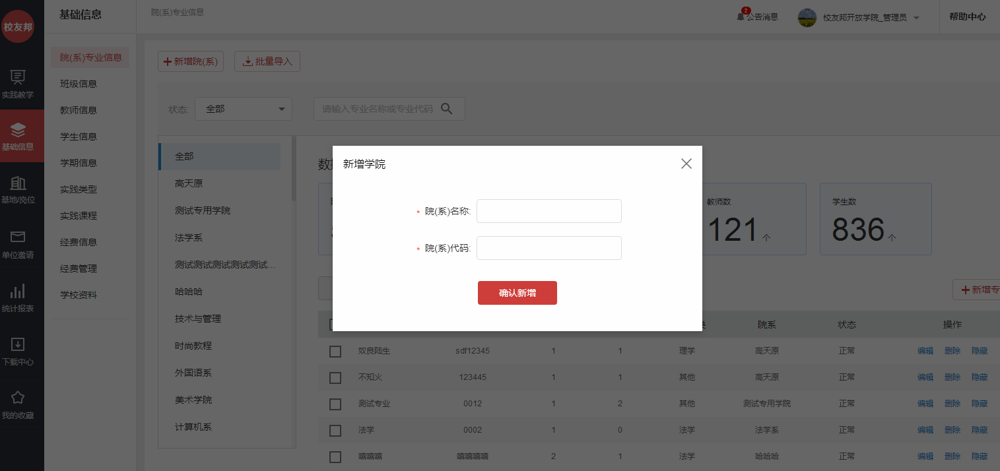 校友邦
实践教学
基础信息
基地/岗位
单位邀请
统计报表
下载中心
我的收藏
基础信息
院(系)专业信息
班级信息
教师信息
学生信息
学期信息
实践类型
实践课程
经费信息
经费管理
学校资料
院(系)专业信息
2
公告消息
校友邦开放学院_管理员
帮助中心
新增院(系)
批量导入
状态:
全部
请输入专业名称或专业代码
全部
高天原
测试专用学院
法学系
测试测试测试测试测试...
哈哈哈
技术与管理
时尚教程
外国语系
美术学院
计算机系
新增学院
* 院(系)名称:
* 院(系)代码:
确认新增
教师数
121 个
学生数
836 个
新增专
院系 状态 操作
奴良陆生 sdf12345 1 1 理学 高天原 正常 编辑 删除 隐藏
不知火 123445 1 1 其他 高天原 正常 编辑 删除 隐藏
测试专业 0012 1 2 其他 测试专用学院 正常 编辑 删除 隐藏
法学 0002 1 0 法学 法学系 正常 编辑 删除 隐藏
嘻嘻嘻 嘻嘻嘻嘻 2 1 法学 哈哈哈 正常 编辑 删除 隐藏